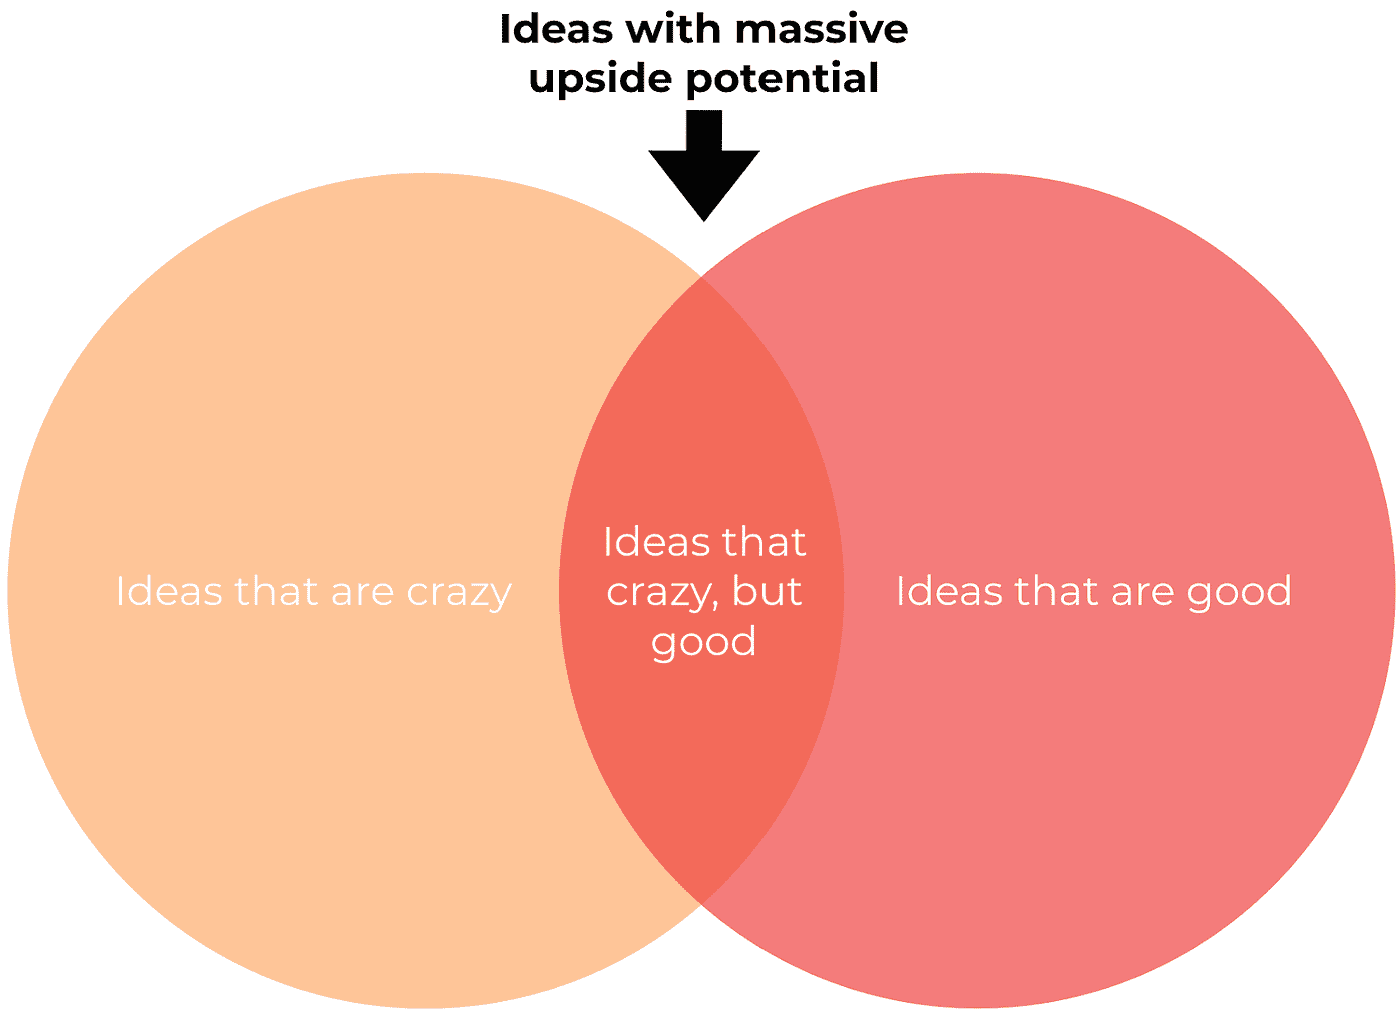 Ideas with massive
upside potential
Ideas that are crazy
Ideas that
crazy, but
good
Ideas that are good